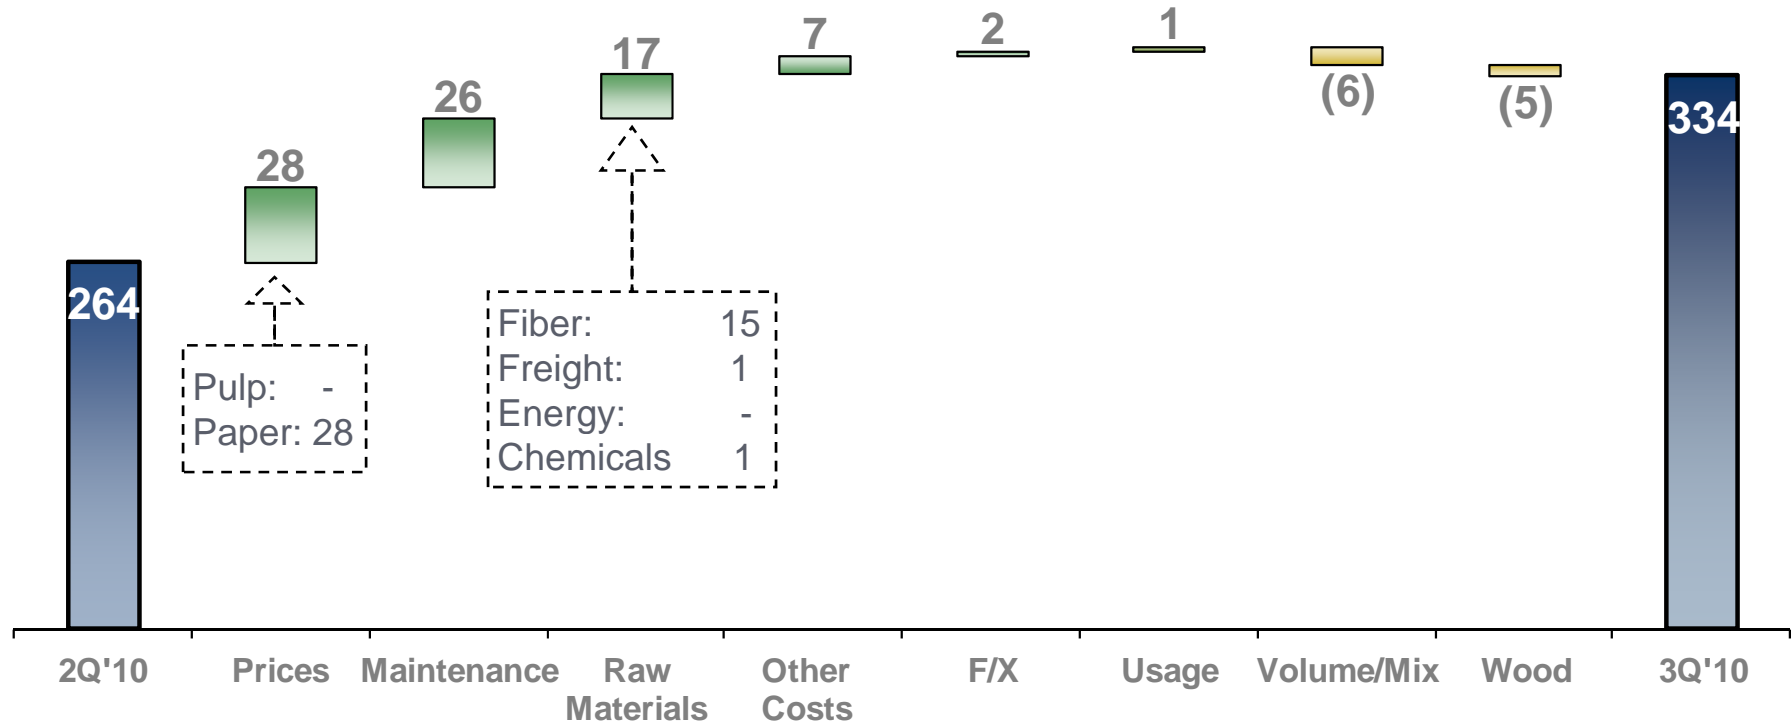 28
26
17
7
2
1
(6)
(5)
264
334
Pulp: -
Paper: 28
Fiber: 15
Freight: 1
Energy: -
Chemicals 1
2Q'10
Prices
Maintenance
Raw
Materials
Other
Costs
F/X
Usage
Volume/Mix
Wood
3Q'10